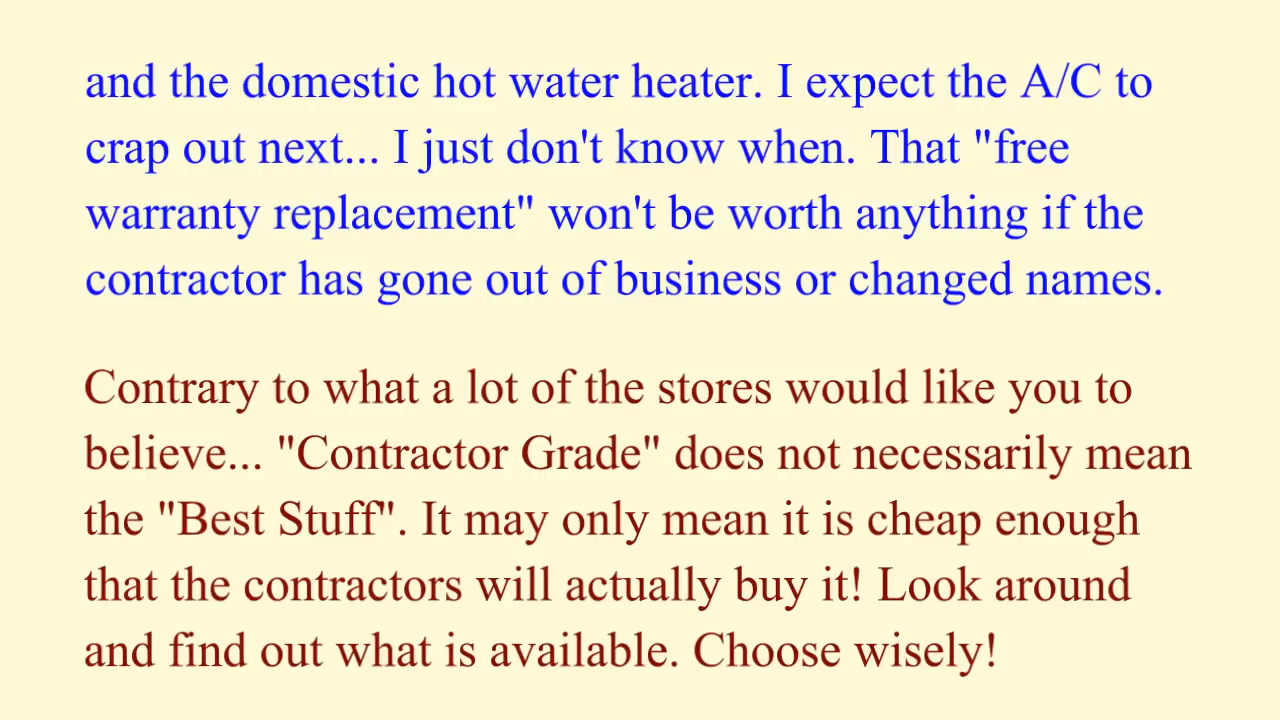 and the domestic hot water heater. I expect the A/C to
crap out next... I just don't know when. That "free
warranty replacement" won't be worth anything if the
contractor has gone out of business or changed names.
Contrary to what a lot of the stores would like you to
believe... "Contractor Grade" does not necessarily mean
the "Best Stuff". It may only mean it is cheap enough
that the contractors will actually buy it! Look around
and find out what is available. Choose wisely!